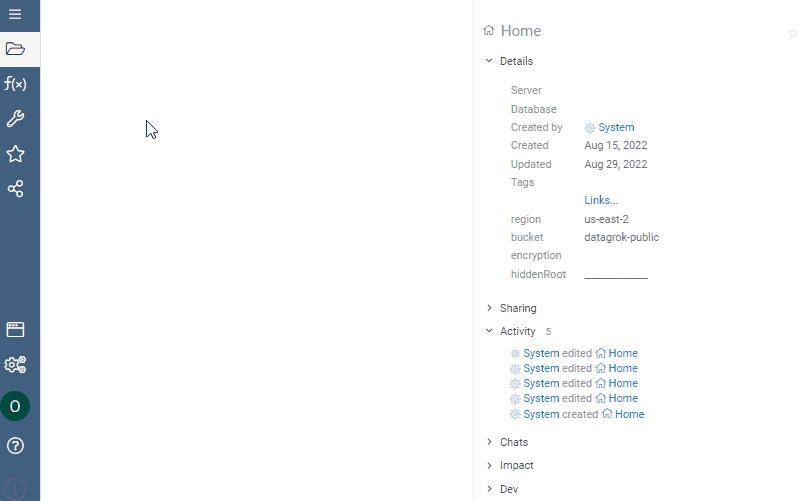 Home
Details
f(x)
Server
Database
Created by System
Created Aug 15, 2022
Updated Aug 29, 2022
Tags
Links...
region us-east-2
bucket datagrok-public
encryption
hiddenRoot
Sharing
Activity 5
System edited Home
System edited Home
System edited Home
System edited Home
System created Home
O
Chats
?
Impact
Dev